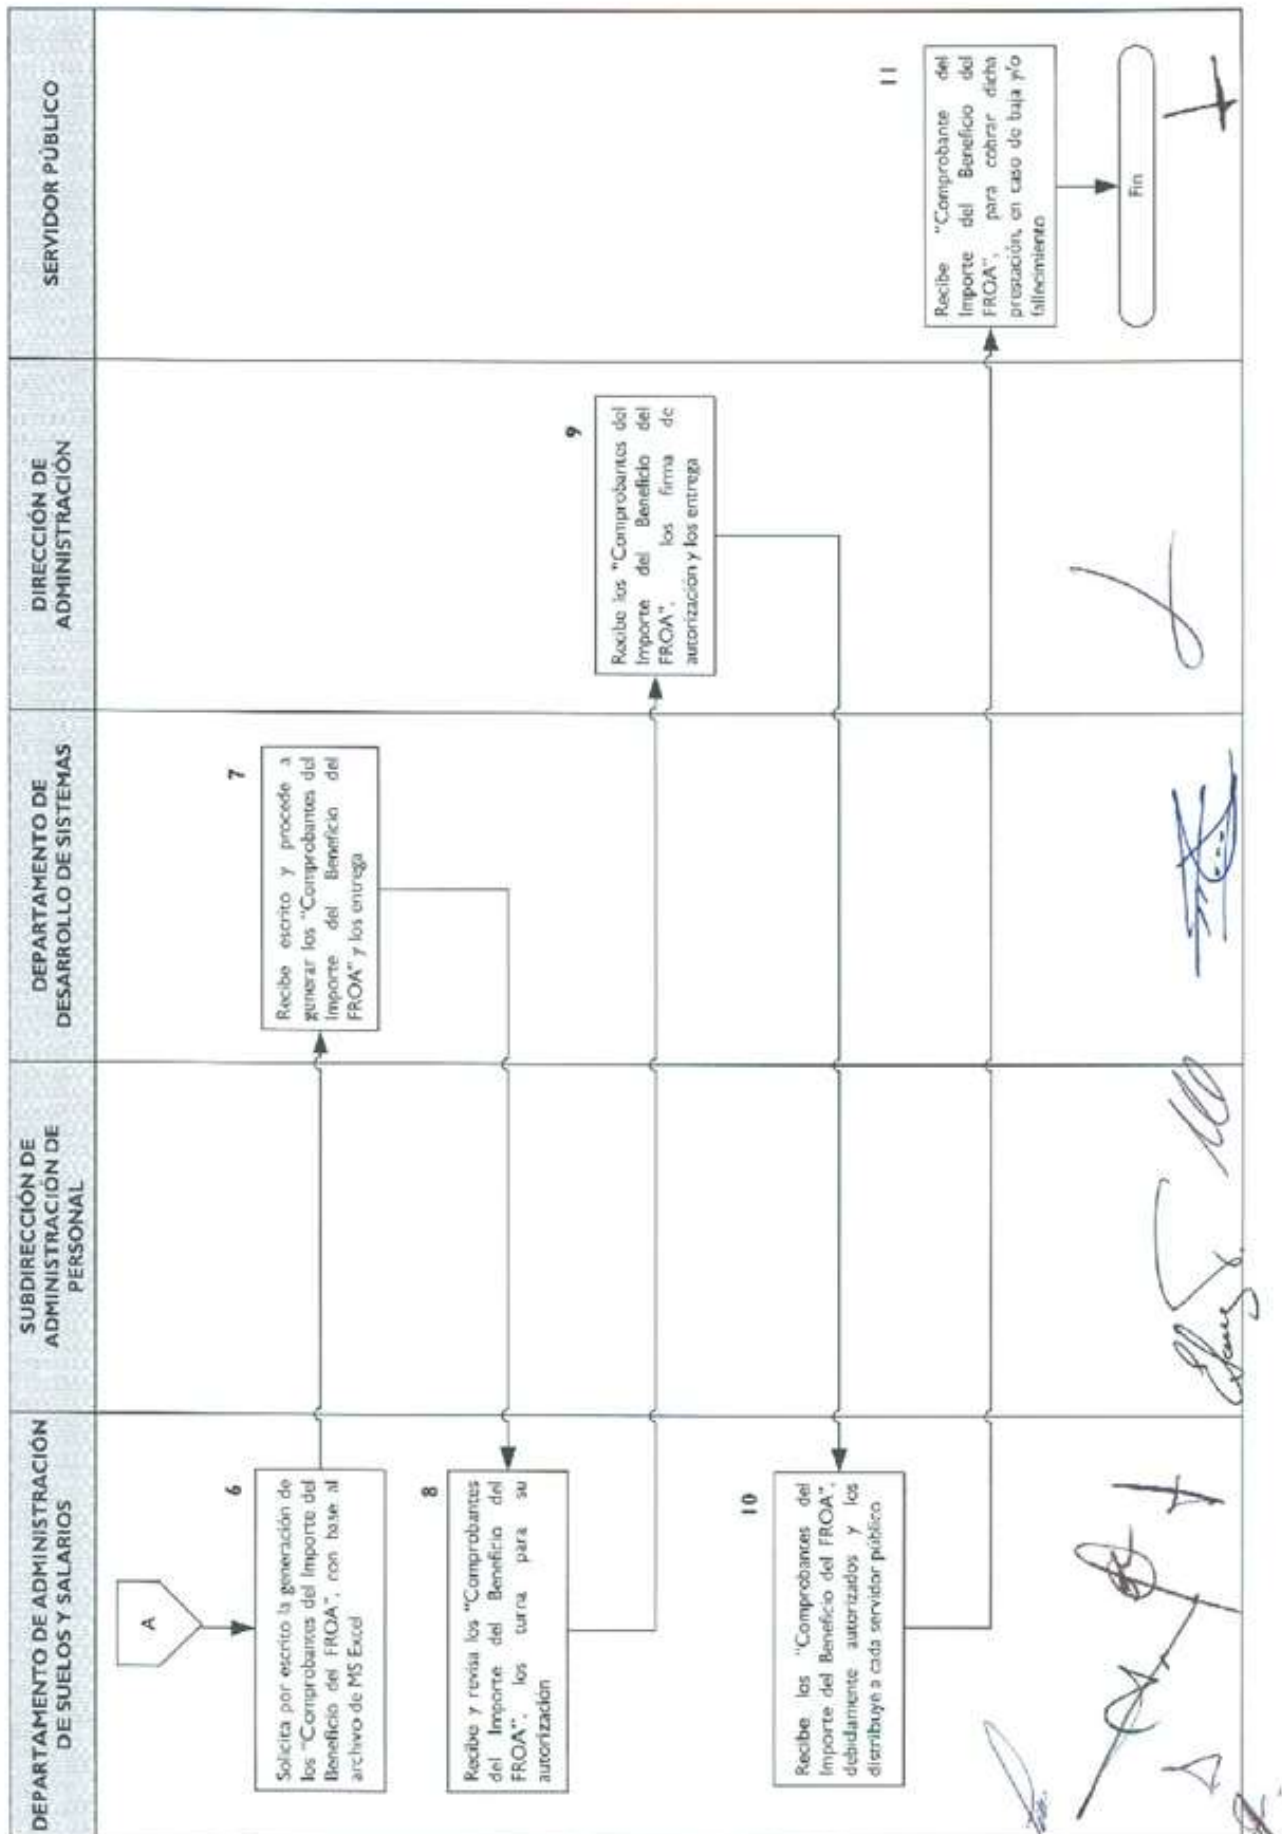 DEPARTAMENTO DE ADMINISTRACIÓN
DE SUELOS Y SALARIOS
SUBDIRECCIÓN DE
ADMINISTRACIÓN DE
PERSONAL
DEPARTAMENTO DE
DESARROLLO DE SISTEMAS
DIRECCIÓN DE
ADMINISTRACIÓN
SERVIDOR PÚBLICO
A
6
Solicita por escrito la generación de
los "Comprobantes del Importe del
Beneficio del FROA", con base al
archivo de MS Excel
7
Recibe escrito y procede a
generar los "Comprobantes del
Importe del Beneficio del
FROA" y los entrega
8
Recibe y revisa los "Comprobantes
del Importe del Beneficio del
FROA", los turna para su
autorización
9
Recibe los "Comprobantes del
Importe del Beneficio del
FROA", los firma de
autorización y los entrega
10
Recibe los "Comprobantes del
Importe del Beneficio del FROA",
debidamente autorizados y los
distribuye a cada servidor público
11
Recibe "Comprobante del
Importe del Beneficio del
FROA", para cobrar dicha
prestación, en caso de baja y/o
fallecimiento
Fin